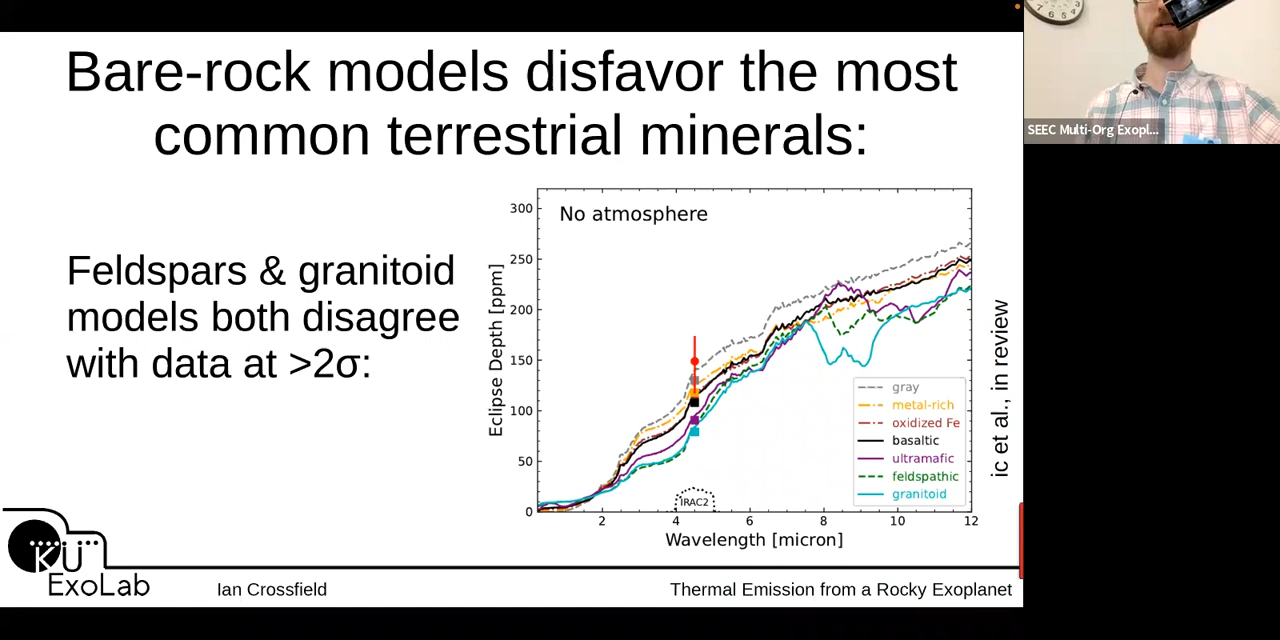 Bare-rock models disfavor the most
common terrestrial minerals:
Feldspars & granitoid
models both disagree
with data at >2σ:
No atmosphere
Eclipse Depth [ppm]
300
250
200
150
100
50
0
2
4
6
8
10
12
Wavelength [micron]
IRAC2
gray
metal-rich
oxidized Fe
basaltic
ultramafic
feldspathic
granitoid
ic et al., in review
KU
ExoLab
Ian Crossfield
Thermal Emission from a Rocky Exoplanet
SEEC Multi-Org Exopl...